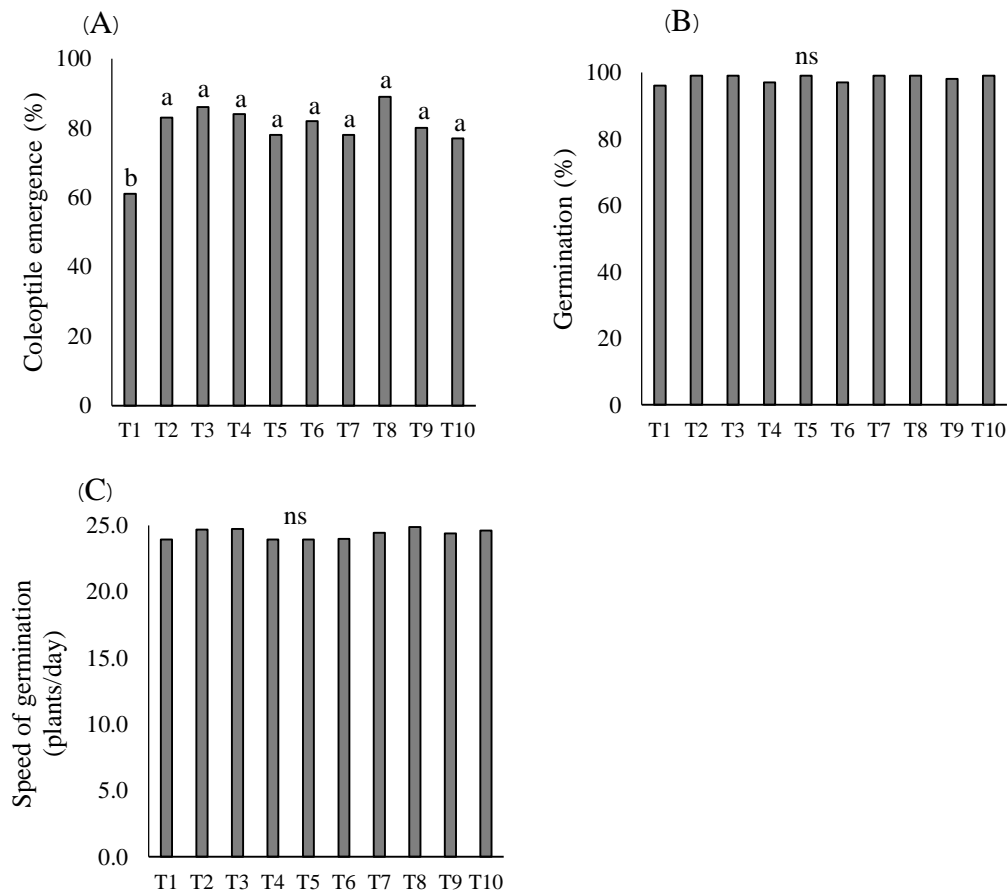 (A)
Coleoptile emergence (%)
100
80
60
40
20
0
b a a a a a a a a a
T1 T2 T3 T4 T5 T6 T7 T8 T9 T10
(B)
ns
Germination (%)
100
80
60
40
20
0
T1 T2 T3 T4 T5 T6 T7 T8 T9 T10
(C)
ns
Speed of germination
(plants/day)
25.0
20.0
15.0
10.0
5.0
0.0
T1 T2 T3 T4 T5 T6 T7 T8 T9 T10